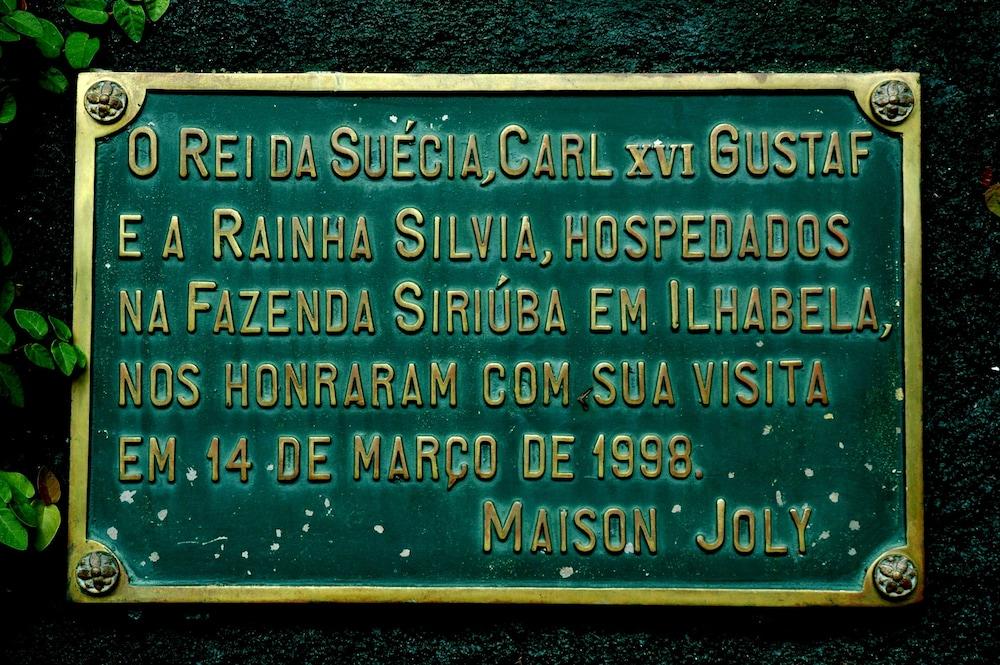 O REI DA SUÉCIA, CARL XVI GUSTAF
E A RAINHA SILVIA, HOSPEDADOS
NA FAZENDA SIRIÚBA EM ILHABELA,
NOS HONRARAM COM SUA VISITA
EM 14 DE MARÇO DE 1998.
MAISON JOLY